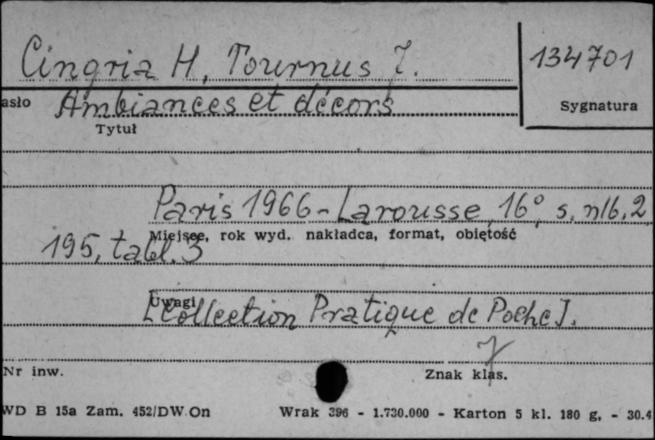 Cingria H, Tournus J.
134701
asło Ambiances et décors
Sygnatura
Tytuł
Paris 1966 - Larousse, 16°, s, nlb, 2,
Miejsce, rok wyd. nakładca, format, objętość
195, tabl. 3
Uwagi
[Collection Pratique de Poche].
Nr inw.
Znak klas.
WD B 15a Zam. 452/DW On Wrak 396 - 1.730.000 - Karton 5 kl. 180 g. - 30.4